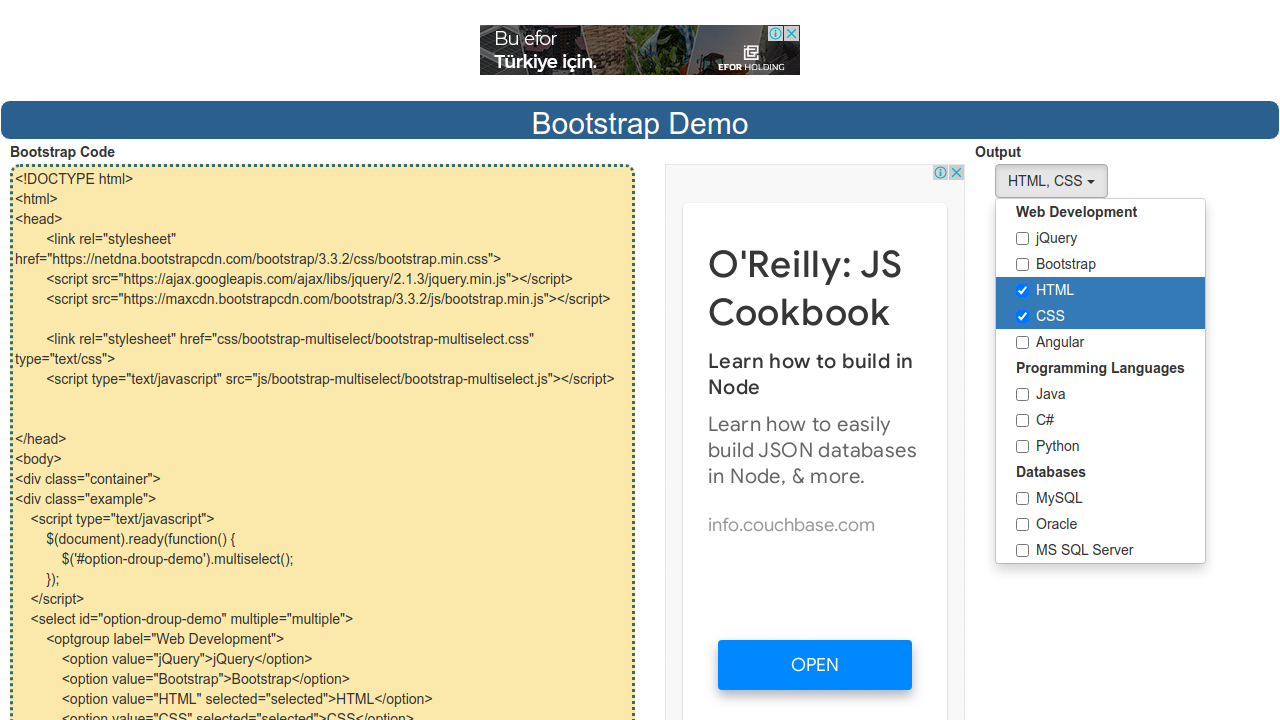 Bu efor
Türkiye için.
EFOR HOLDING
Bootstrap Demo
Bootstrap Code
<!DOCTYPE html>
<html>
<head>
<link rel="stylesheet"
href="https://netdna.bootstrapcdn.com/bootstrap/3.3.2/css/bootstrap.min.css">
<script src="https://ajax.googleapis.com/ajax/libs/jquery/2.1.3/jquery.min.js"></script>
<script src="https://maxcdn.bootstrapcdn.com/bootstrap/3.3.2/js/bootstrap.min.js"></script>
<link rel="stylesheet" href="css/bootstrap-multiselect/bootstrap-multiselect.css"
type="text/css">
<script type="text/javascript" src="js/bootstrap-multiselect/bootstrap-multiselect.js"></script>
</head>
<body>
<div class="container">
<div class="example">
<script type="text/javascript">
$(document).ready(function() {
$('#option-droup-demo').multiselect();
});
</script>
<select id="option-droup-demo" multiple="multiple">
<optgroup label="Web Development">
<option value="jQuery">jQuery</option>
<option value="Bootstrap">Bootstrap</option>
<option value="HTML" selected="selected">HTML</option>
<option value="CSS" selected="selected">CSS</option>
O'Reilly: JS
Cookbook
Learn how to build in
Node
Learn how to easily
build JSON databases
in Node, & more.
info.couchbase.com
OPEN
Output
HTML, CSS
Web Development
jQuery
Bootstrap
HTML
CSS
Angular
Programming Languages
Java
C#
Python
Databases
MySQL
Oracle
MS SQL Server